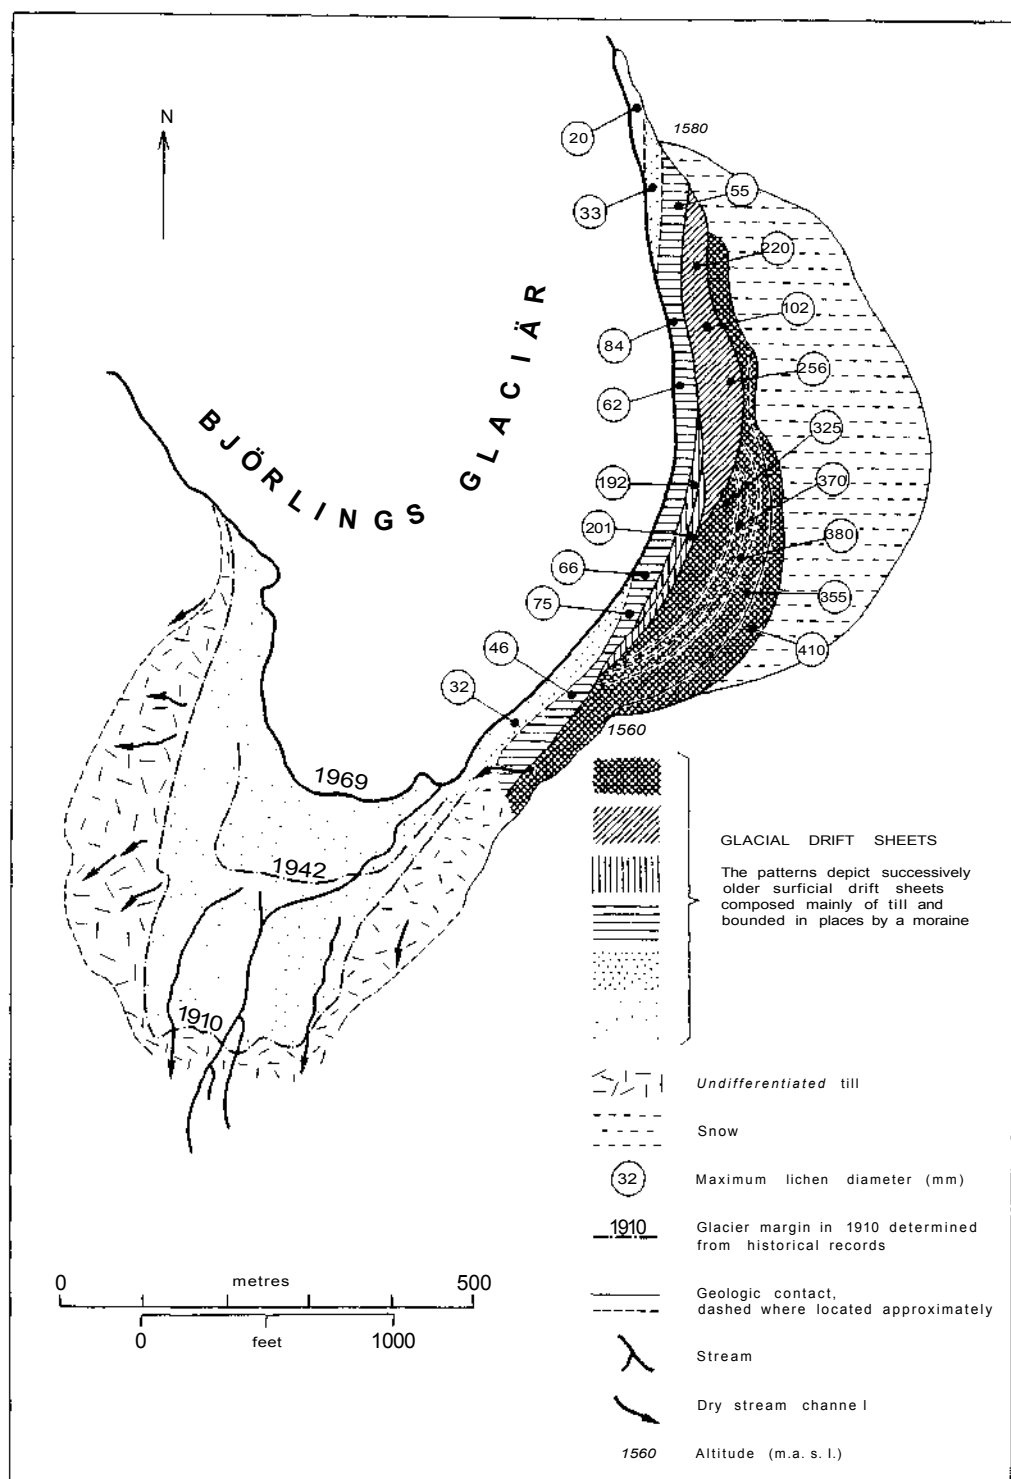 N
1580
20
55
33
220
102
84
256
62
325
370
192
201
380
66
355
75
410
46
32
1560
BJÖRLINGS GLACIÄR
1969
1942
1910
GLACIAL DRIFT SHEETS
The patterns depict successively
older surficial drift sheets
composed mainly of till and
bounded in places by a moraine
Undifferentiated till
Snow
32 Maximum lichen diameter (mm)
1910 Glacier margin in 1910 determined
from historical records
Geologic contact,
dashed where located approximately
Stream
Dry stream channel
1560 Altitude (m.a.s.l.)
0 metres 500
0 feet 1000